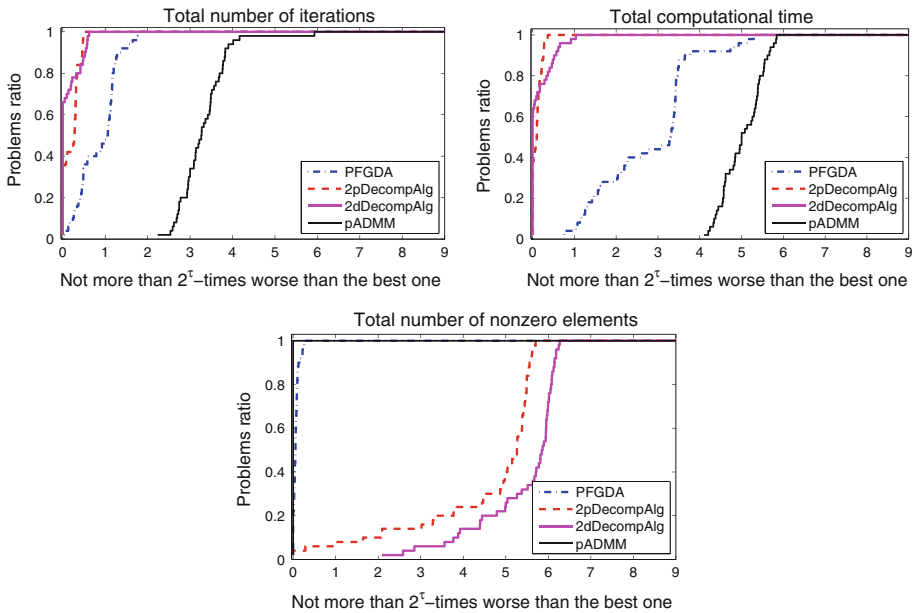 Total number of iterations
Problems ratio
1
0.8
0.6
0.4
0.2
0
0 1 2 3 4 5 6 7 8 9
PFGDA
2pDecompAlg
2dDecompAlg
pADMM
Not more than 2^τ−times worse than the best one
Total computational time
Problems ratio
1
0.8
0.6
0.4
0.2
0
0 1 2 3 4 5 6 7 8 9
PFGDA
2pDecompAlg
2dDecompAlg
pADMM
Not more than 2^τ−times worse than the best one
Total number of nonzero elements
Problems ratio
1
0.8
0.6
0.4
0.2
0
0 1 2 3 4 5 6 7 8 9
PFGDA
2pDecompAlg
2dDecompAlg
pADMM
Not more than 2^τ−times worse than the best one